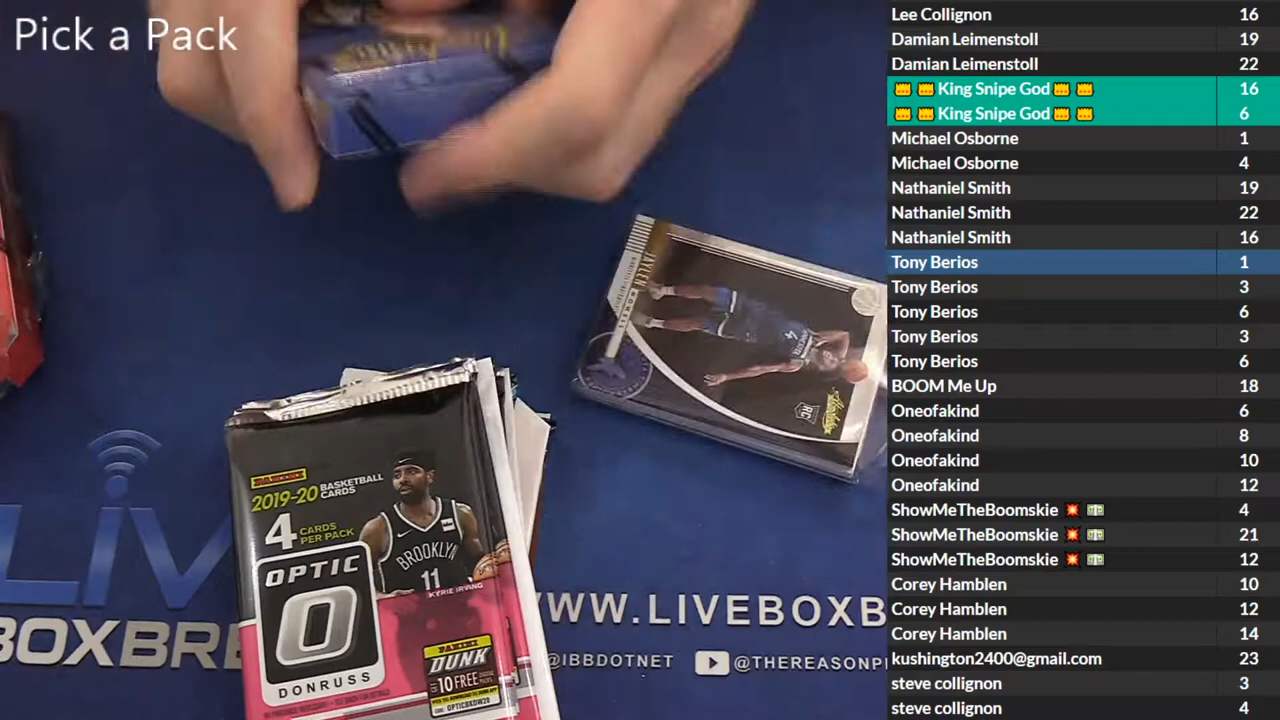 Pick a Pack
Lee Collignon 16
Damian Leimenstoll 19
Damian Leimenstoll 22
King Snipe God 16
King Snipe God 6
Michael Osborne 1
Michael Osborne 4
Nathaniel Smith 19
Nathaniel Smith 22
Nathaniel Smith 16
Tony Berios 1
Tony Berios 3
Tony Berios 6
Tony Berios 3
Tony Berios 6
BOOM Me Up 18
Oneofakind 6
Oneofakind 8
Oneofakind 10
Oneofakind 12
ShowMeTheBoomskie 💥 💵 4
ShowMeTheBoomskie 💥 💵 21
ShowMeTheBoomskie 💥 💵 12
Corey Hamblen 10
Corey Hamblen 12
Corey Hamblen 14
kushington2400@gmail.com 23
steve collignon 3
steve collignon 4
JAYLEN
NOWELL
RC
PANINI
2019-20 BASKETBALL
CARDS
4 CARDS
PER PACK
OPTIC
DONRUSS
BROOKLYN
11
KYRIE IRVING
PANINI
DUNK
10 FREE
LIV
BOXBRE
WWW.LIVEBOXB
@IBBDOTNET
@THEREASONP